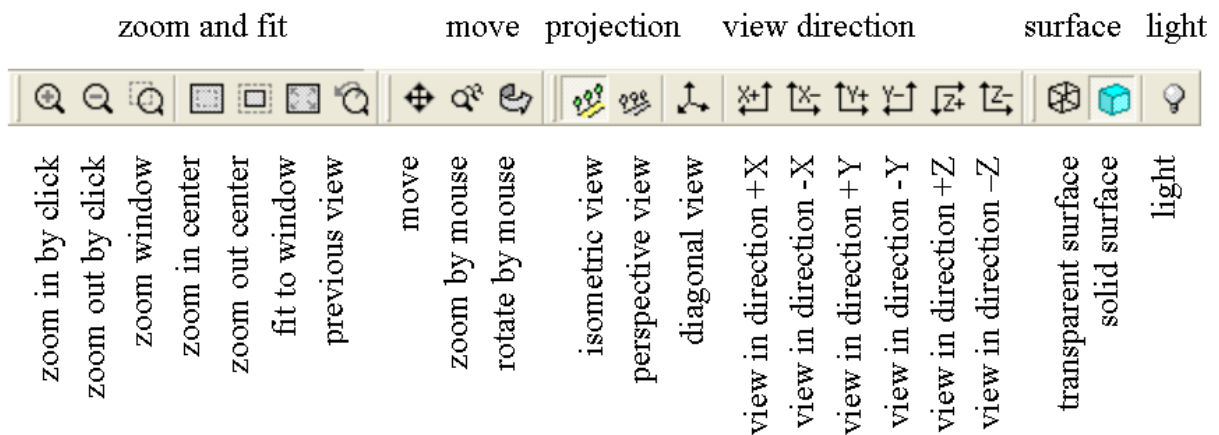 zoom and fit move projection view direction surface light
X+ X- Y+ Y- Z+ Z-
zoom in by click
zoom out by click
zoom window
zoom in center
zoom out center
fit to window
previous view
move
zoom by mouse
rotate by mouse
isometric view
perspective view
diagonal view
view in direction +X
view in direction -X
view in direction +Y
view in direction -Y
view in direction +Z
view in direction –Z
transparent surface
solid surface
light